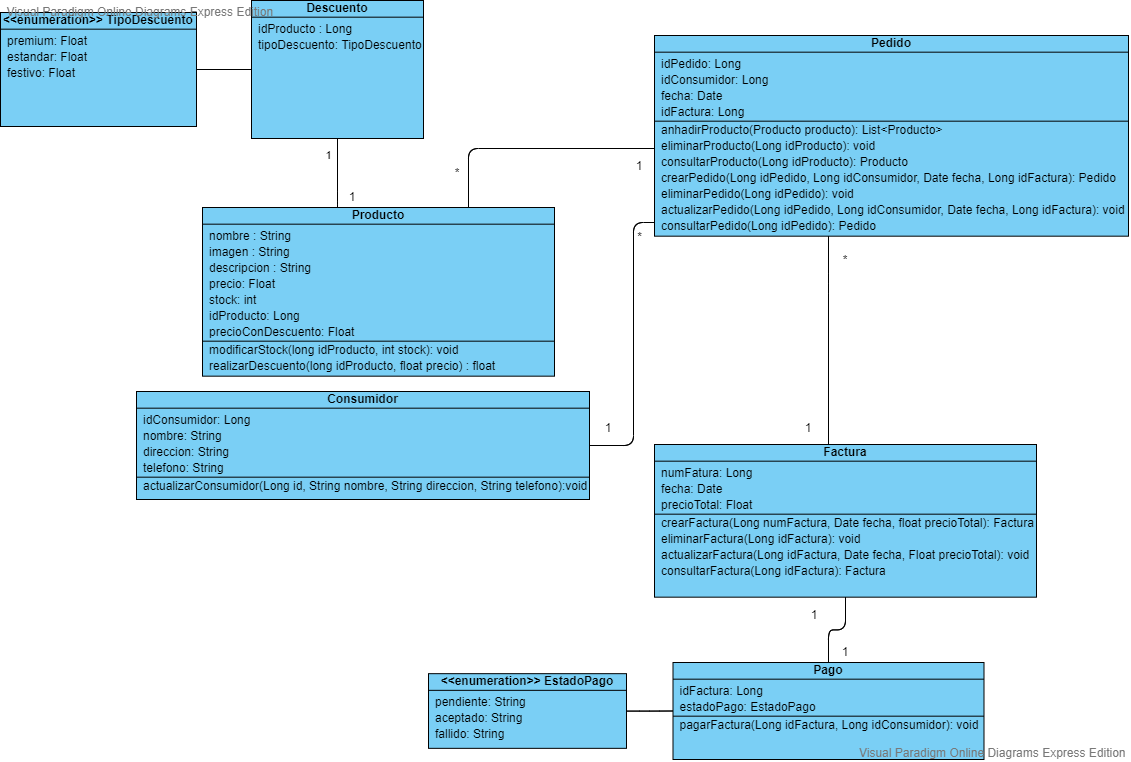 Visual Paradigm Online Diagrams Express Edition
<<enumeration>> TipoDescuento
premium: Float
estandar: Float
festivo: Float
Descuento
idProducto : Long
tipoDescuento: TipoDescuento
1
1
Pedido
idPedido: Long
idConsumidor: Long
fecha: Date
idFactura: Long
anhadirProducto(Producto producto): List<Producto>
eliminarProducto(Long idProducto): void
consultarProducto(Long idProducto): Producto
crearPedido(Long idPedido, Long idConsumidor, Date fecha, Long idFactura): Pedido
eliminarPedido(Long idPedido): void
actualizarPedido(Long idPedido, Long idConsumidor, Date fecha, Long idFactura): void
consultarPedido(Long idPedido): Pedido
*
1
Producto
nombre : String
imagen : String
descripcion : String
precio: Float
stock: int
idProducto: Long
precioConDescuento: Float
modificarStock(long idProducto, int stock): void
realizarDescuento(long idProducto, float precio) : float
*
1
*
1
Consumidor
idConsumidor: Long
nombre: String
direccion: String
telefono: String
actualizarConsumidor(Long id, String nombre, String direccion, String telefono):void
Factura
numFatura: Long
fecha: Date
precioTotal: Float
crearFactura(Long numFactura, Date fecha, float precioTotal): Factura
eliminarFactura(Long idFactura): void
actualizarFactura(Long idFactura, Date fecha, Float precioTotal): void
consultarFactura(Long idFactura): Factura
1
1
<<enumeration>> EstadoPago
pendiente: String
aceptado: String
fallido: String
Pago
idFactura: Long
estadoPago: EstadoPago
pagarFactura(Long idFactura, Long idConsumidor): void
Visual Paradigm Online Diagrams Express Edition